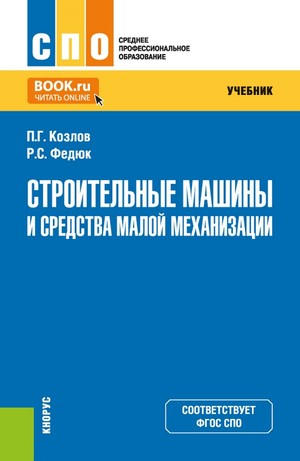 СПО
СРЕДНЕЕ
ПРОФЕССИОНАЛЬНОЕ
ОБРАЗОВАНИЕ
BOOK.ru
ЧИТАТЬ ONLINE
УЧЕБНИК
П.Г. Козлов
Р.С. Федюк
СТРОИТЕЛЬНЫЕ МАШИНЫ
И СРЕДСТВА МАЛОЙ МЕХАНИЗАЦИИ
КНОРУС
СООТВЕТСТВУЕТ
ФГОС СПО